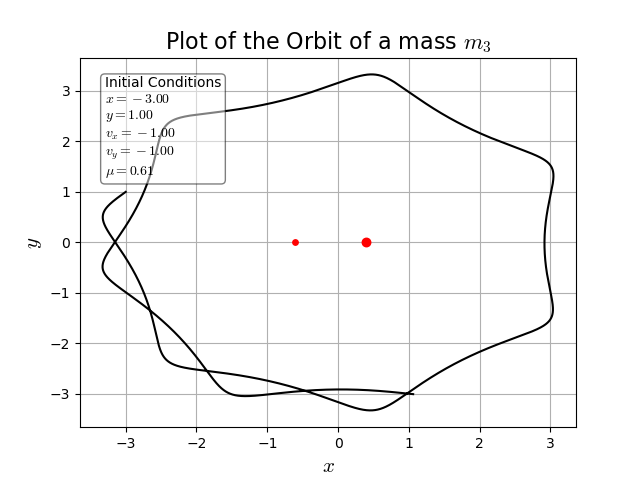 Plot of the Orbit of a mass m₃
Initial Conditions
x = −3.00
y = 1.00
vₓ = −1.00
v_y = −1.00
μ = 0.61
y
3
2
1
0
−1
−2
−3
−3 −2 −1 0 1 2 3
x